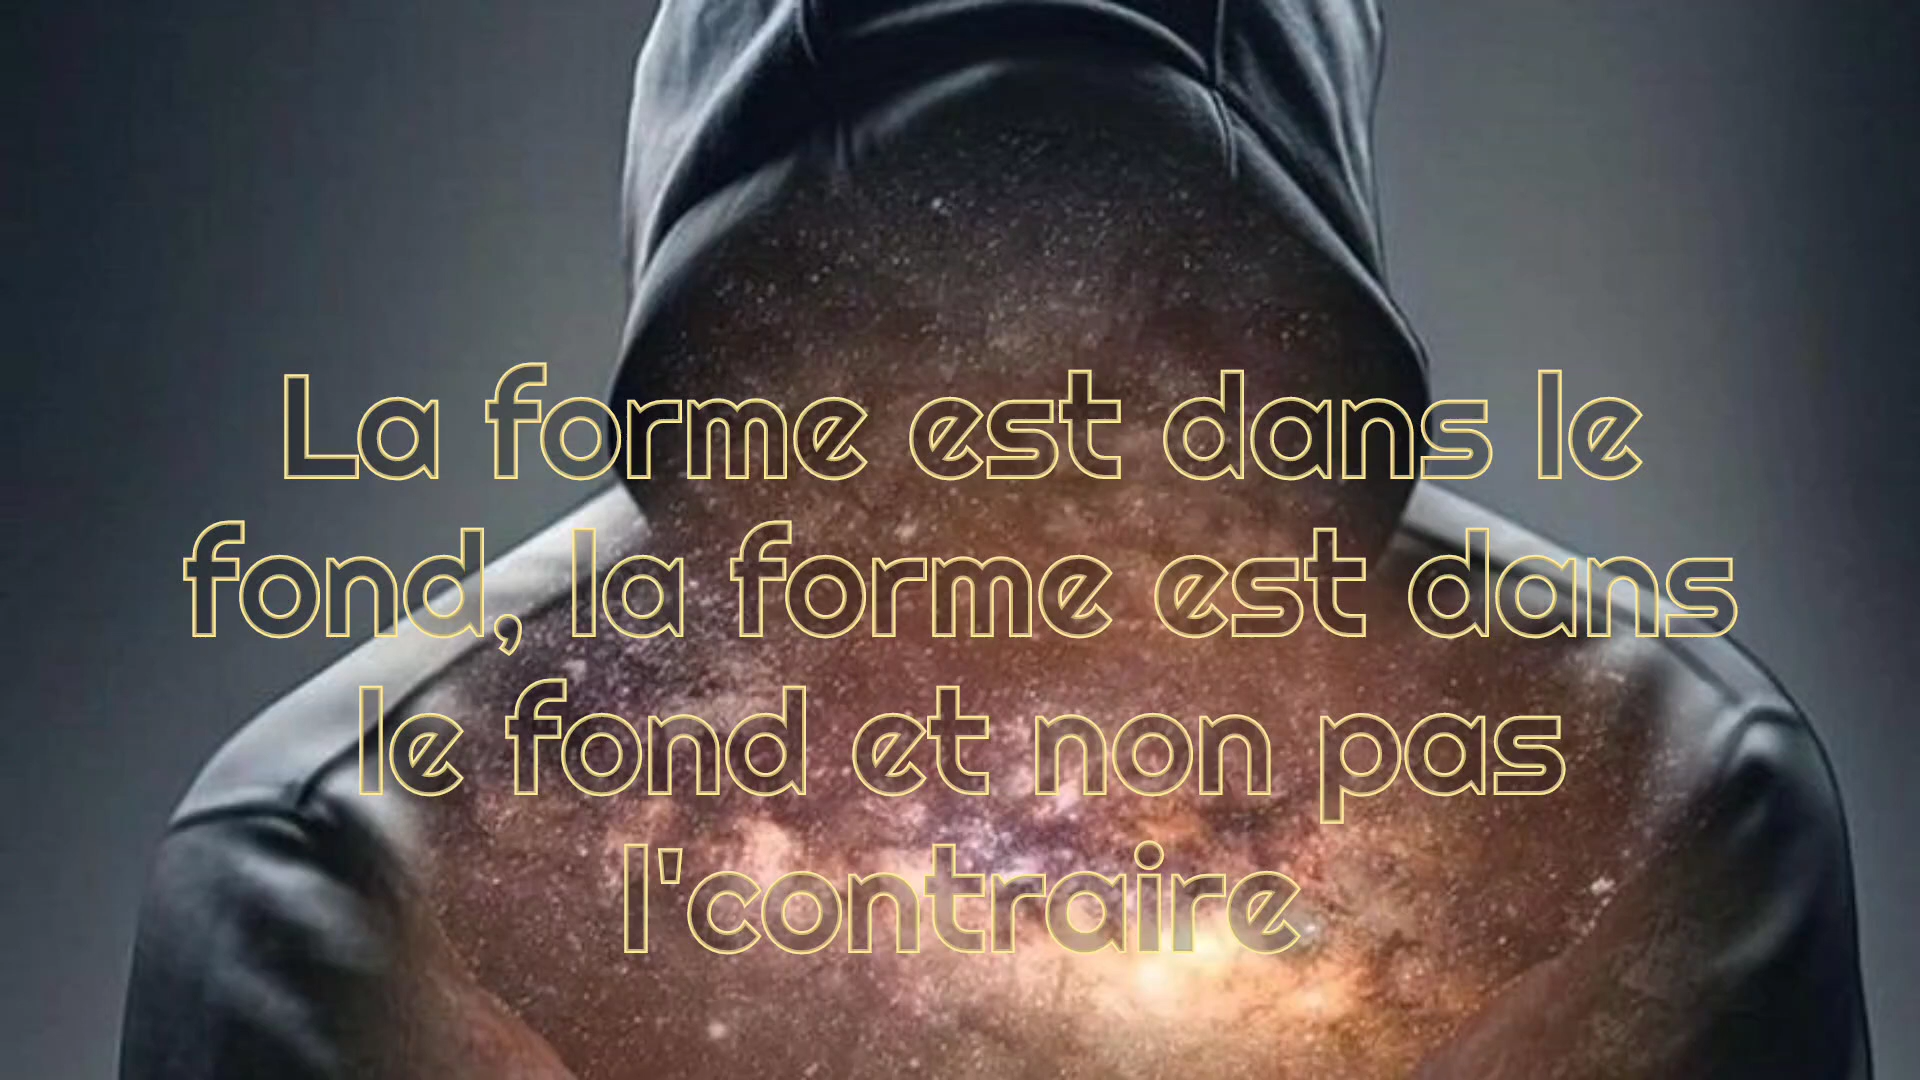 La forme est dans le
fond, la forme est dans
le fond et non pas
l'contraire